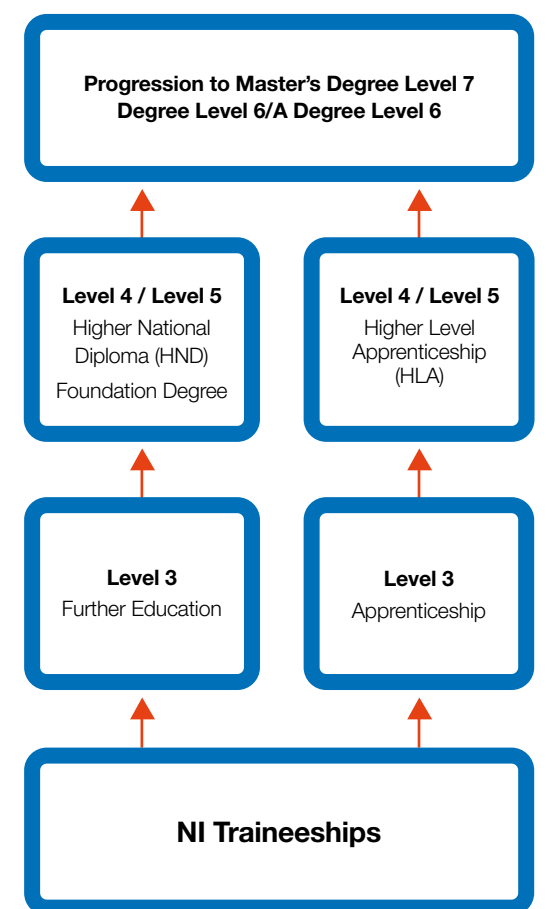 Progression to Master’s Degree Level 7
Degree Level 6/A Degree Level 6
Level 4 / Level 5
Higher National
Diploma (HND)
Foundation Degree
Level 4 / Level 5
Higher Level
Apprenticeship
(HLA)
Level 3
Further Education
Level 3
Apprenticeship
NI Traineeships